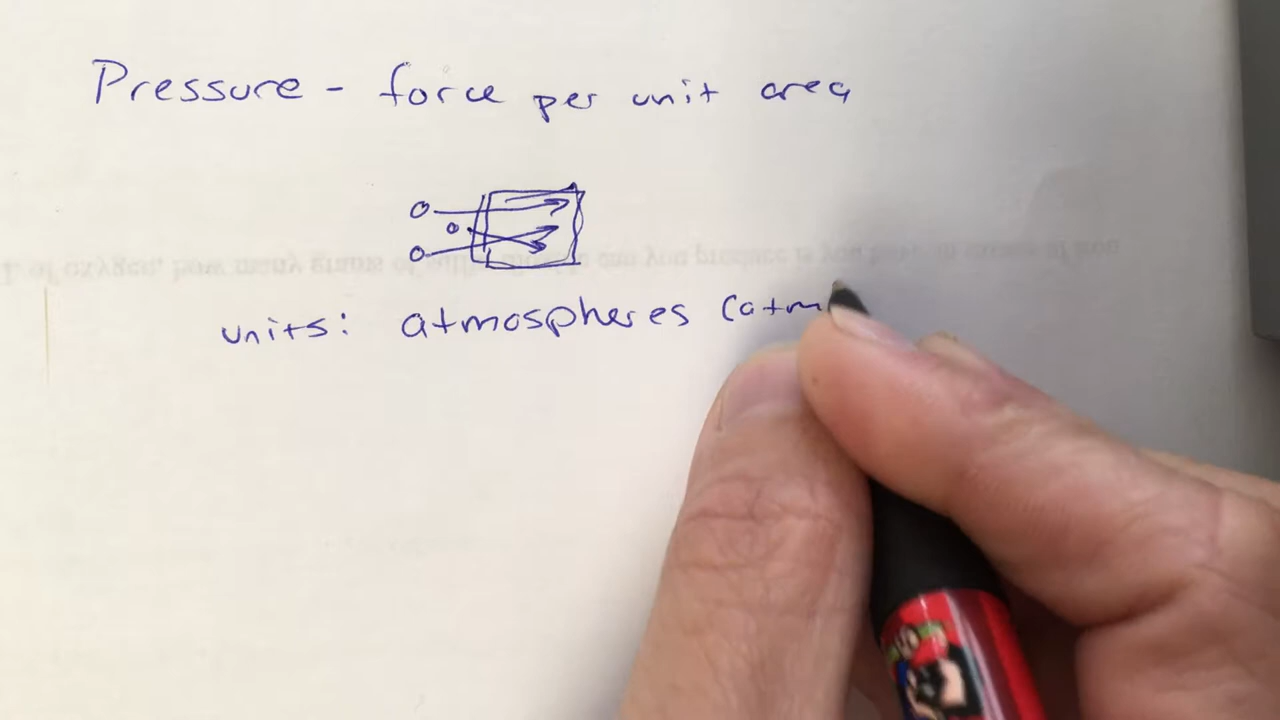 Pressure - force per unit area
units: atmospheres (atm